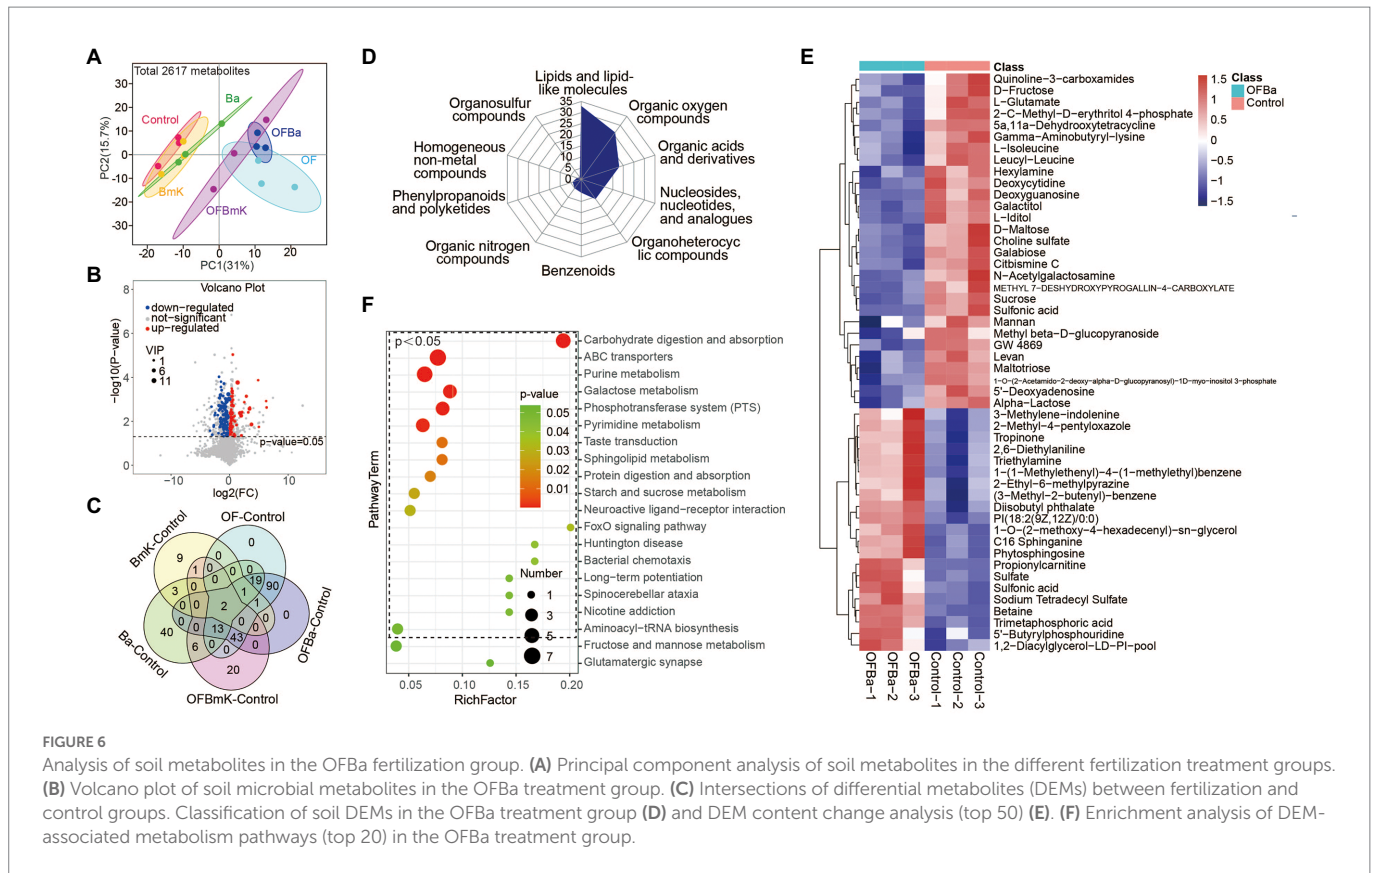 A
Total 2617 metabolites
30
20
10
0
-10
-20
-30
PC2(15.7%)
Control
Ba
OFBa
OF
BmK
OFBmK
-20
-10
0
10
20
PC1(31%)
B
Volcano Plot
8
6
4
2
0
−log10(P−value)
down−regulated
not−significant
up−regulated
VIP
1
6
11
p−value=0.05
−10
0
10
log2(FC)
C
BmK-Control
OF-Control
OFBa-Control
OFBmK-Control
Ba-Control
9
0
0
1
0
0
0
19
90
3
0
0
1
0
0
2
1
0
0
13
0
0
0
40
43
0
6
0
0
20
D
Lipids and lipid-
like molecules
Organic oxygen
compounds
Organic acids
and derivatives
Nucleosides,
nucleotides,
and analogues
Organoheterocyc
lic compounds
Benzenoids
Organic nitrogen
compounds
Phenylpropanoids
and polyketides
Homogeneous
non-metal
compounds
Organosulfur
compounds
35
30
25
20
15
10
5
0
E
Class
Quinoline−3−carboxamides
D−Fructose
L−Glutamate
2−C−Methyl−D−erythritol 4−phosphate
5a,11a−Dehydrooxytetracycline
Gamma−Aminobutyryl−lysine
L−Isoleucine
Leucyl−Leucine
Hexylamine
Deoxycytidine
Deoxyguanosine
Galactitol
L−Iditol
D−Maltose
Choline sulfate
Galabiose
Citbismine C
N−Acetylgalactosamine
METHYL 7−DESHYDROXYPYROGALLIN−4−CARBOXYLATE
Sucrose
Sulfonic acid
Mannan
Methyl beta−D−glucopyranoside
GW 4869
Levan
Maltotriose
1−O−(2−Acetamido−2−deoxy−alpha−D−glucopyranosyl)−1D−myo−inositol 3−phosphate
5'−Deoxyadenosine
Alpha−Lactose
3−Methylene−indolenine
2−Methyl−4−pentyloxazole
Tropinone
2,6−Diethylaniline
Triethylamine
1−(1−Methylethenyl)−4−(1−methylethyl)benzene
2−Ethyl−6−methylpyrazine
(3−Methyl−2−butenyl)−benzene
Diisobutyl phthalate
PI(18:2(9Z,12Z)/0:0)
1−O−(2−methoxy−4−hexadecenyl)−sn−glycerol
C16 Sphinganine
Phytosphingosine
Propionylcarnitine
Sulfate
Sulfonic acid
Sodium Tetradecyl Sulfate
Betaine
Trimetaphosphoric acid
5'−Butyrylphosphouridine
1,2−Diacylglycerol−LD−PI−pool
OFBa−1
OFBa−2
OFBa−3
Control−1
Control−2
Control−3
1.5
1
0.5
0
−0.5
−1
−1.5
Class
OFBa
Control
F
p<0.05
Carbohydrate digestion and absorption
ABC transporters
Purine metabolism
Galactose metabolism
Phosphotransferase system (PTS)
Pyrimidine metabolism
Taste transduction
Sphingolipid metabolism
Protein digestion and absorption
Starch and sucrose metabolism
Neuroactive ligand−receptor interaction
FoxO signaling pathway
Huntington disease
Bacterial chemotaxis
Long−term potentiation
Spinocerebellar ataxia
Nicotine addiction
Aminoacyl−tRNA biosynthesis
Fructose and mannose metabolism
Glutamatergic synapse
PathwayTerm
0.05
0.10
0.15
0.20
RichFactor
p-value
0.05
0.04
0.03
0.02
0.01
Number
1
3
5
7
FIGURE 6
Analysis of soil metabolites in the OFBa fertilization group. (A) Principal component analysis of soil metabolites in the different fertilization treatment groups.
(B) Volcano plot of soil microbial metabolites in the OFBa treatment group. (C) Intersections of differential metabolites (DEMs) between fertilization and
control groups. Classification of soil DEMs in the OFBa treatment group (D) and DEM content change analysis (top 50) (E). (F) Enrichment analysis of DEM-
associated metabolism pathways (top 20) in the OFBa treatment group.